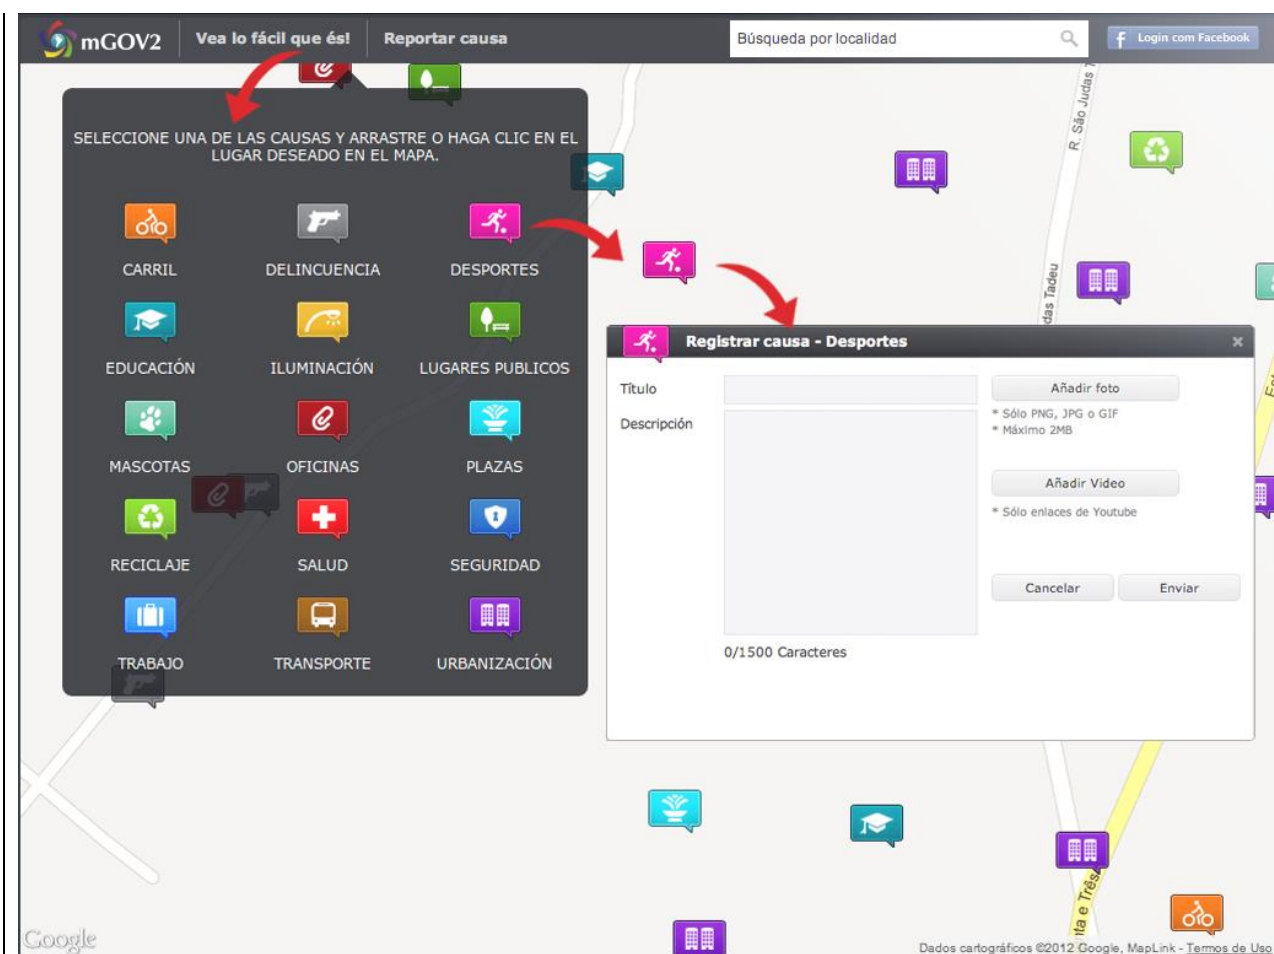 mGOV2
Vea lo fácil que és!
Reportar causa
Búsqueda por localidad
f Login com Facebook
SELECCIONE UNA DE LAS CAUSAS Y ARRASTRE O HAGA CLIC EN EL
LUGAR DESEADO EN EL MAPA.
CARRIL
DELINCUENCIA
DESPORTES
EDUCACIÓN
ILUMINACIÓN
LUGARES PUBLICOS
MASCOTAS
OFICINAS
PLAZAS
RECICLAJE
SALUD
SEGURIDAD
TRABAJO
TRANSPORTE
URBANIZACIÓN
R. São Judas T
das Tadeu
Est
Registrar causa - Desportes
×
Título
Descripción
0/1500 Caracteres
Añadir foto
* Sólo PNG, JPG o GIF
* Máximo 2MB
Añadir Video
* Sólo enlaces de Youtube
Cancelar
Enviar
ta e Três
Google
Dados cartográficos ©2012 Google, MapLink - Termos de Uso